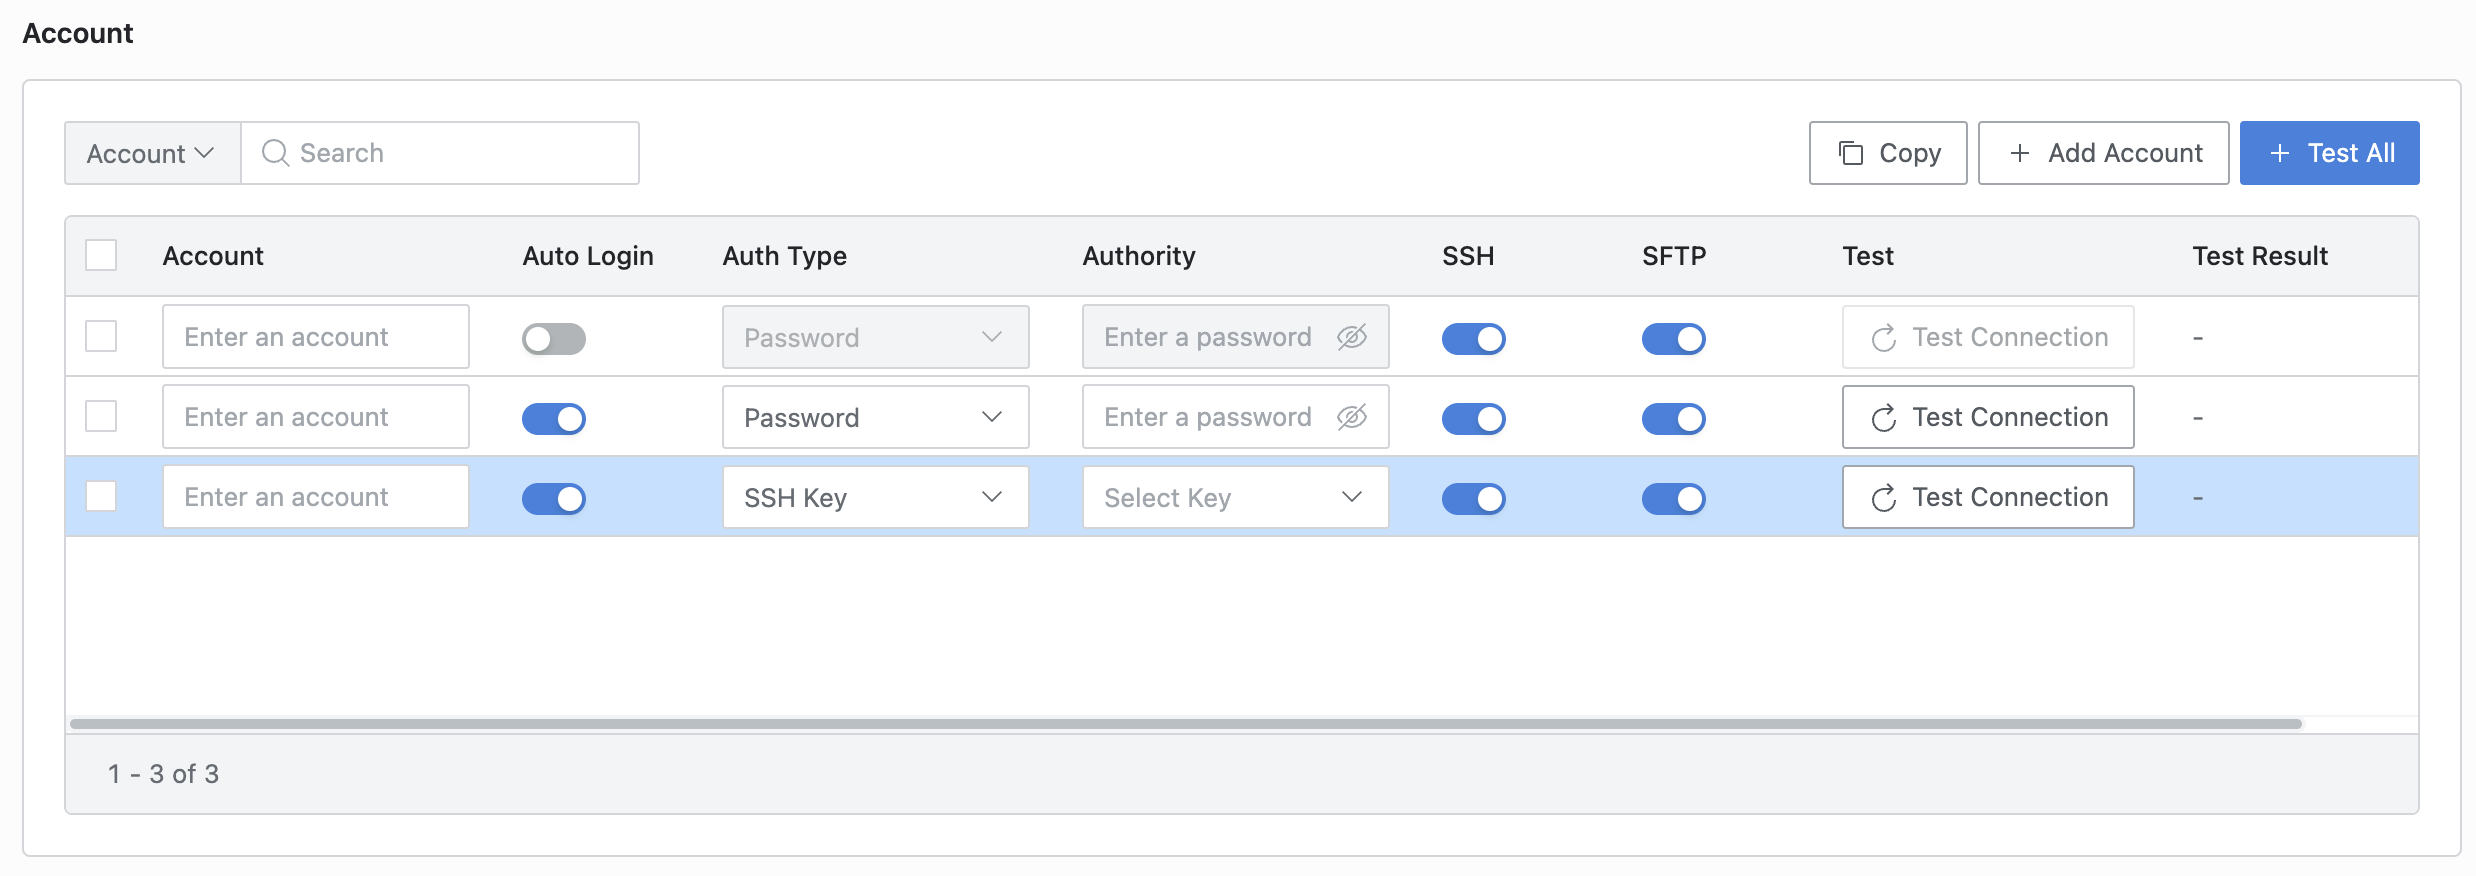 Account
Account Search Copy + Add Account + Test All
Account Auto Login Auth Type Authority SSH SFTP Test Test Result
Enter an account Password Enter a password Test Connection -
Enter an account Password Enter a password Test Connection -
Enter an account SSH Key Select Key Test Connection -
1 - 3 of 3